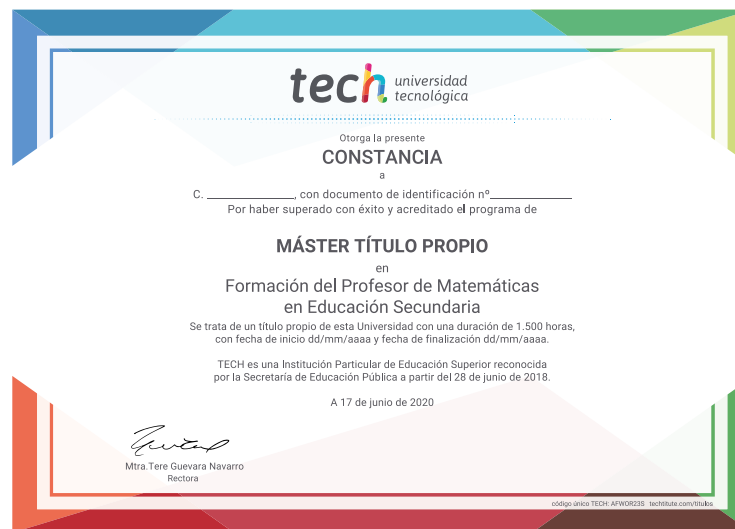 tech universidad
tecnológica
Otorga la presente
CONSTANCIA
a
C. ______________, con documento de identificación nº_____________
Por haber superado con éxito y acreditado el programa de
MÁSTER TÍTULO PROPIO
en
Formación del Profesor de Matemáticas
en Educación Secundaria
Se trata de un título propio de esta Universidad con una duración de 1.500 horas,
con fecha de inicio dd/mm/aaaa y fecha de finalización dd/mm/aaaa.
TECH es una Institución Particular de Educación Superior reconocida
por la Secretaría de Educación Pública a partir del 28 de junio de 2018.
A 17 de junio de 2020
Mtra.Tere Guevara Navarro
Rectora
código único TECH: AFWOR23S techtitute.com/títulos